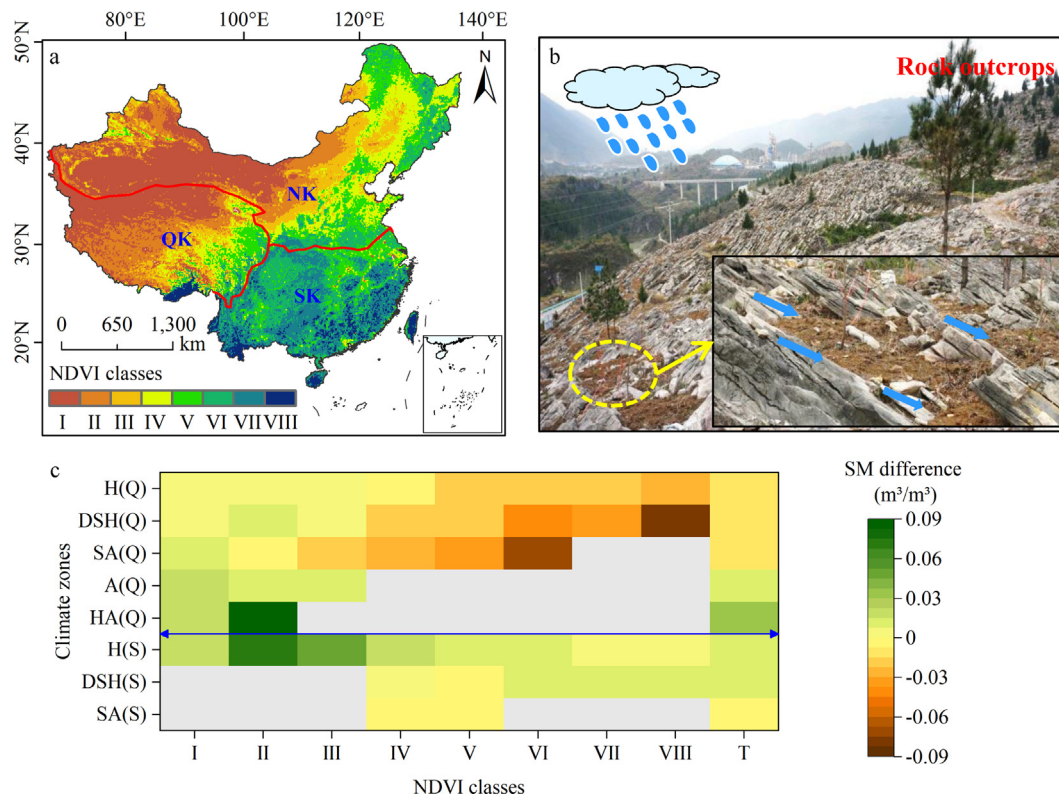 80°E 100°E 120°E 140°E
50°N
40°N
30°N
20°N
a
N
NK
QK
SK
0 650 1,300
km
NDVI classes
I II III IV V VI VII VIII
b
Rock outcrops
c
H(Q)
DSH(Q)
SA(Q)
A(Q)
HA(Q)
H(S)
DSH(S)
SA(S)
Climate zones
I II III IV V VI VII VIII T
NDVI classes
SM difference
(m³/m³)
0.09
0.06
0.03
0
-0.03
-0.06
-0.09